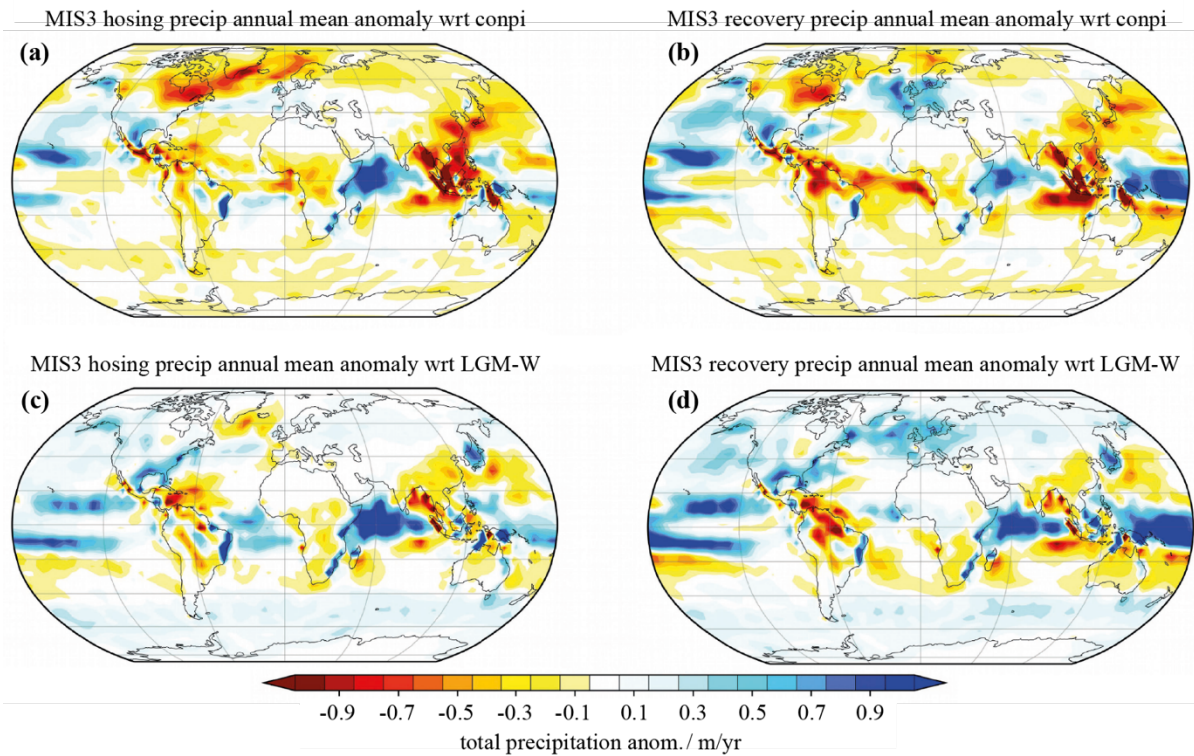 MIS3 hosing precip annual mean anomaly wrt conpi
MIS3 recovery precip annual mean anomaly wrt conpi
(a)
(b)
MIS3 hosing precip annual mean anomaly wrt LGM-W
MIS3 recovery precip annual mean anomaly wrt LGM-W
(c)
(d)
-0.9 -0.7 -0.5 -0.3 -0.1 0.1 0.3 0.5 0.7 0.9
total precipitation anom. / m/yr